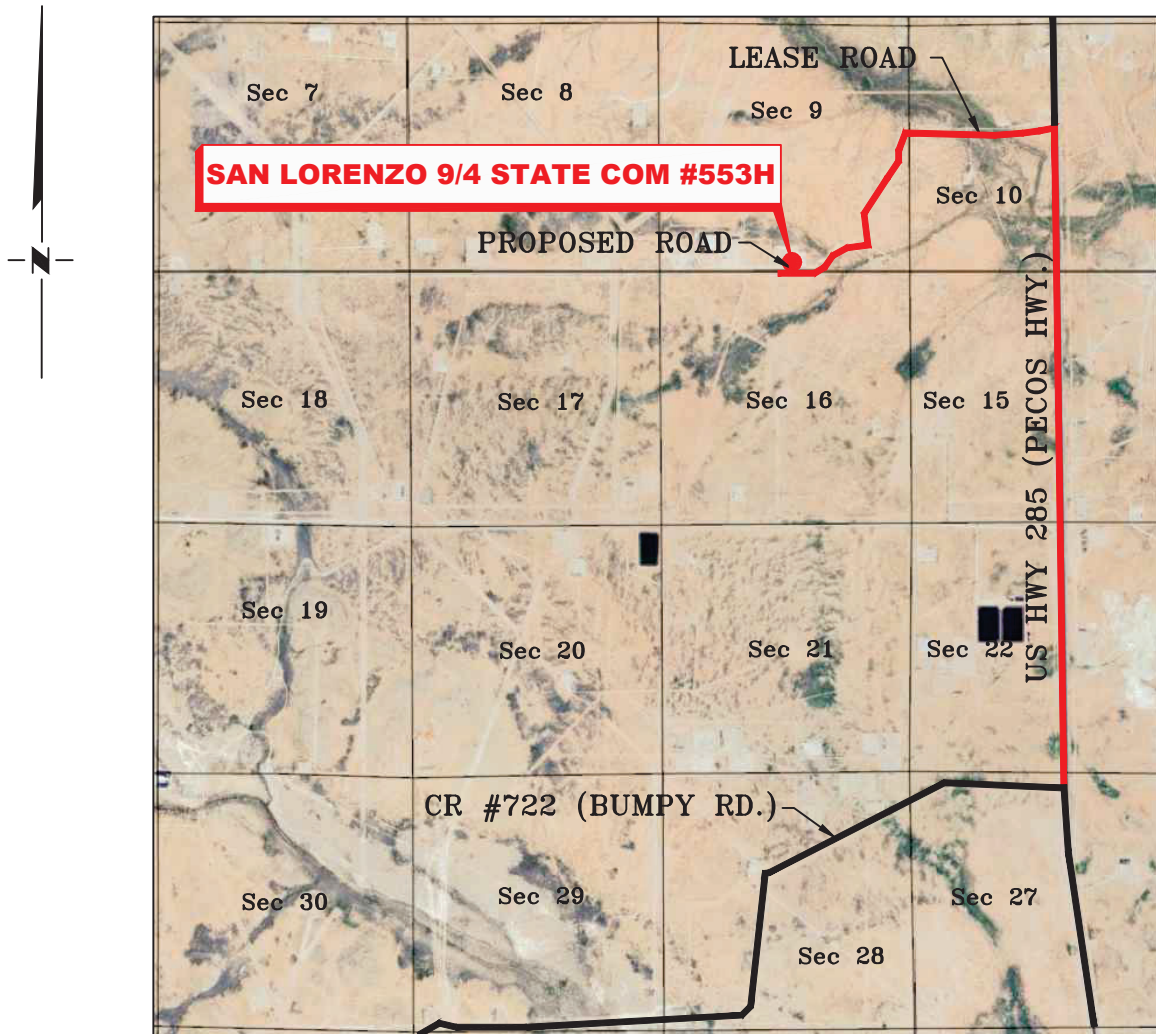 LEASE ROAD
Sec 7
Sec 8
Sec 9
SAN LORENZO 9/4 STATE COM #553H
Sec 10
PROPOSED ROAD
N
US HWY 285 (PECOS HWY.)
Sec 18
Sec 17
Sec 16
Sec 15
Sec 19
Sec 20
Sec 21
Sec 22
CR #722 (BUMPY RD.)
Sec 30
Sec 29
Sec 27
Sec 28